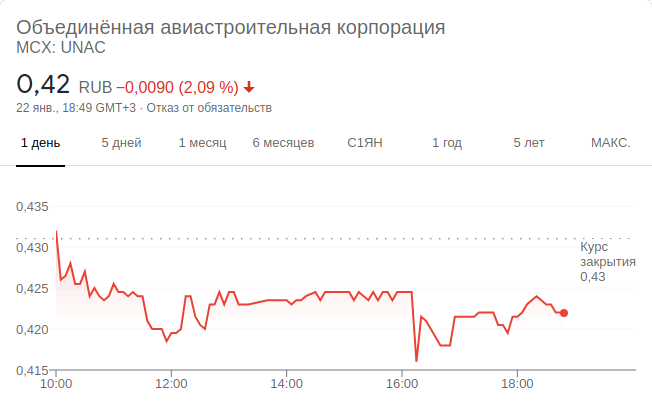 Объединённая авиастроительная корпорация
MCX: UNAC
0,42 RUB −0,0090 (2,09 %)
22 янв., 18:49 GMT+3 · Отказ от обязательств
1 день 5 дней 1 месяц 6 месяцев С1ЯН 1 год 5 лет МАКС.
0,435
0,430
Курс
закрытия
0,43
0,425
0,420
0,415
10:00 12:00 14:00 16:00 18:00